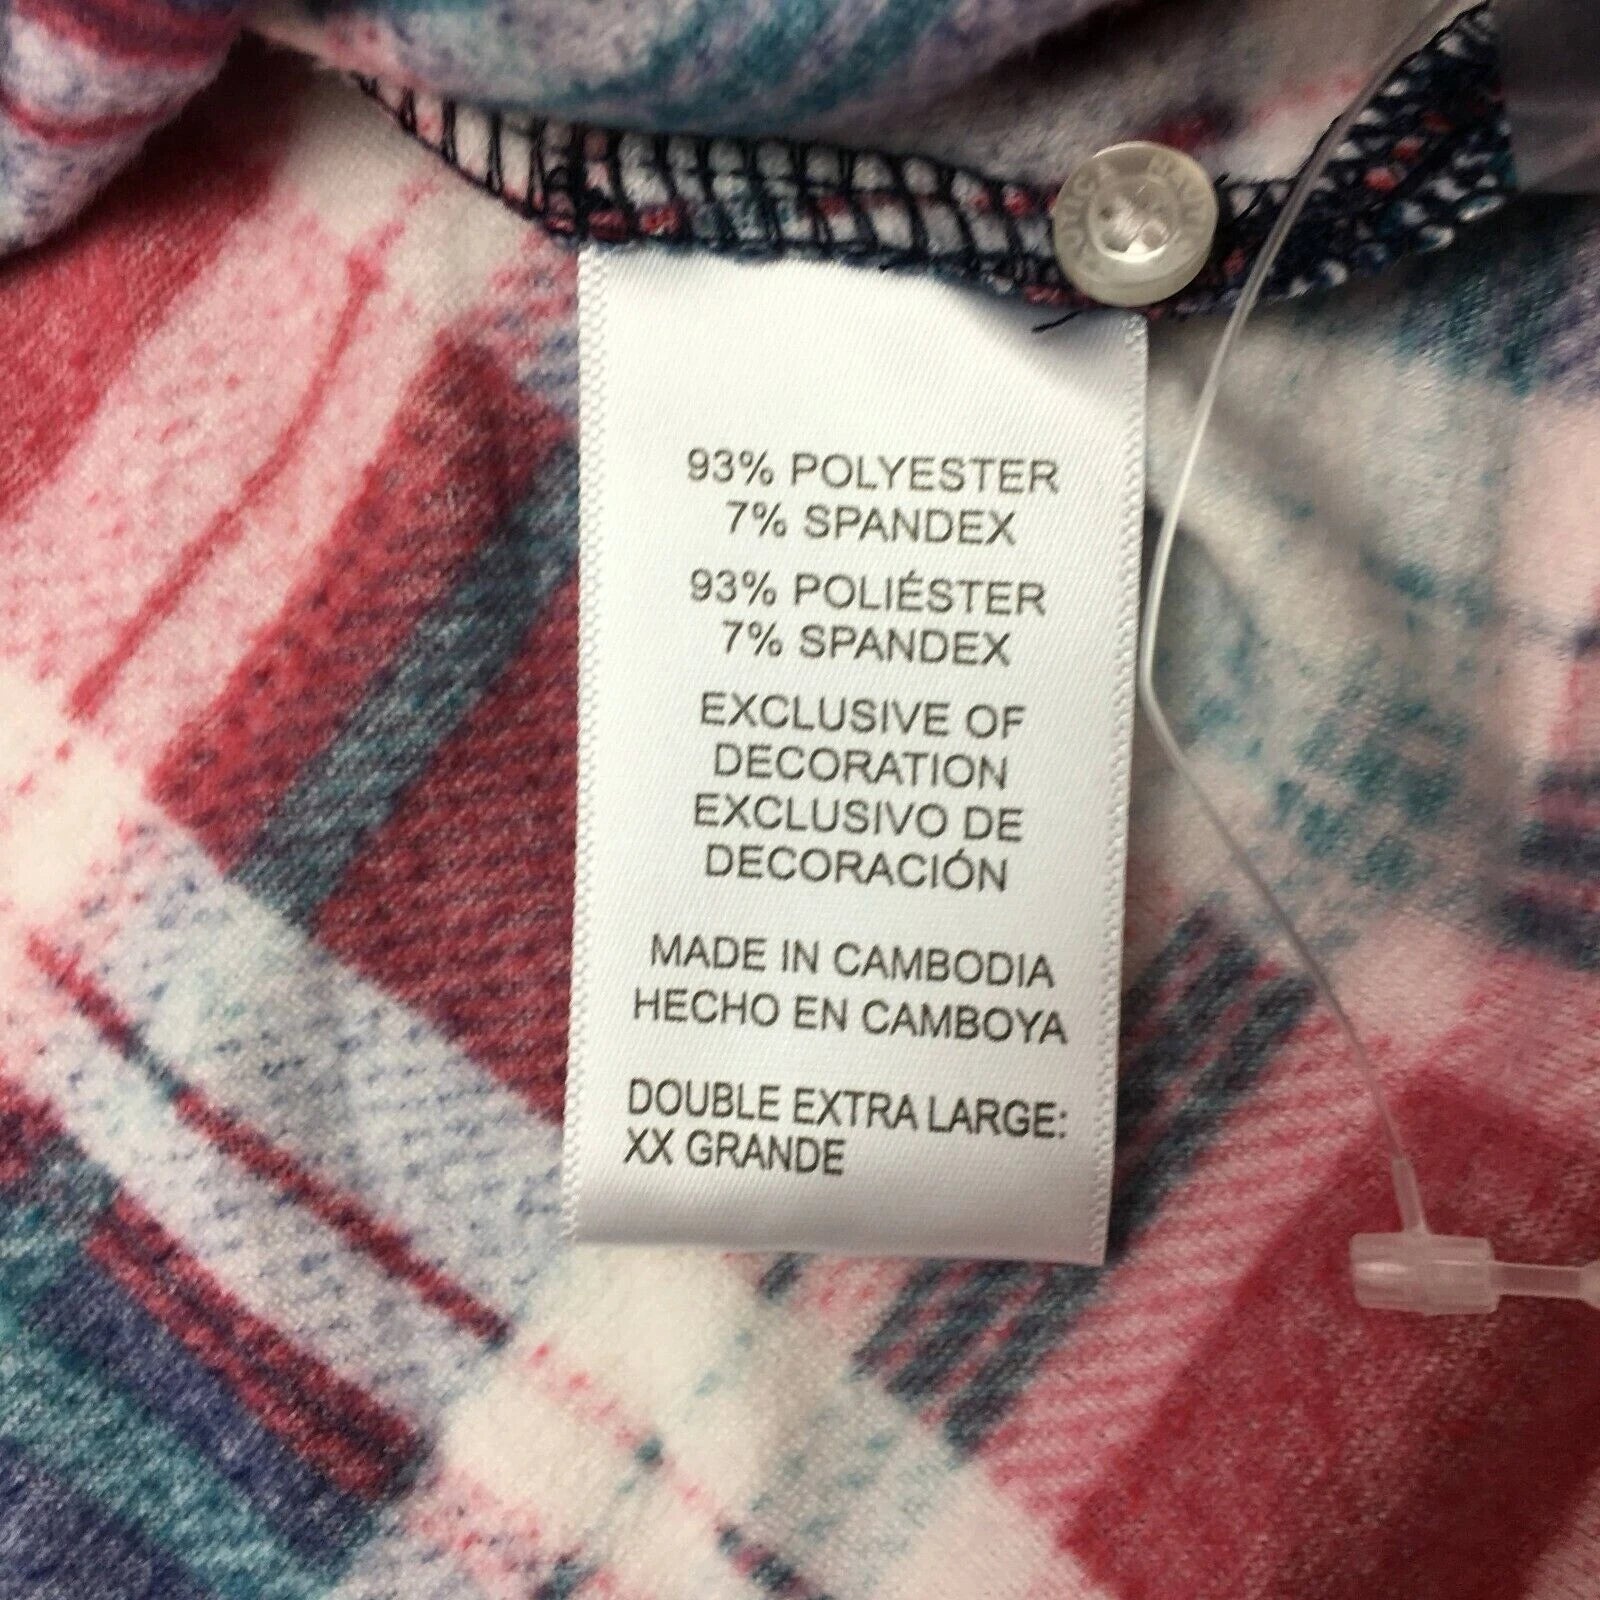 93% POLYESTER
7% SPANDEX
93% POLIÉSTER
7% SPANDEX
EXCLUSIVE OF
DECORATION
EXCLUSIVO DE
DECORACIÓN
MADE IN CAMBODIA
HECHO EN CAMBOYA
DOUBLE EXTRA LARGE:
XX GRANDE